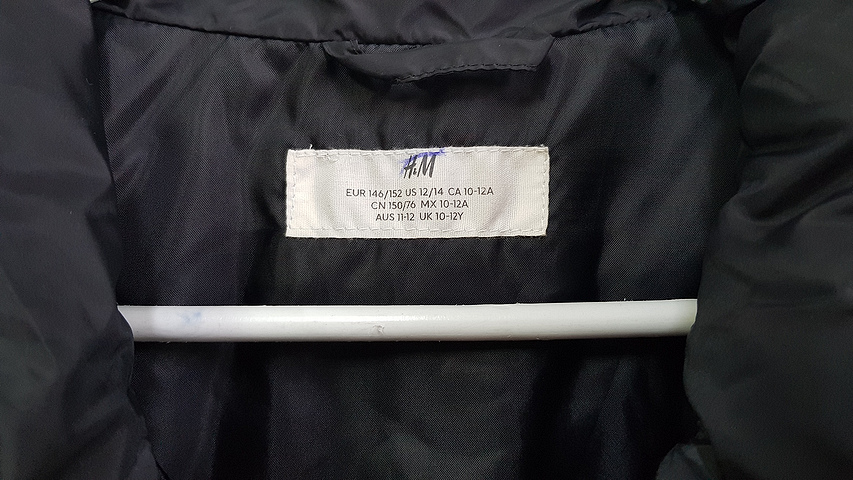 H&M
EUR 146/152 US 12/14 CA 10-12A
CN 150/76 MX 10-12A
AUS 11-12 UK 10-12Y